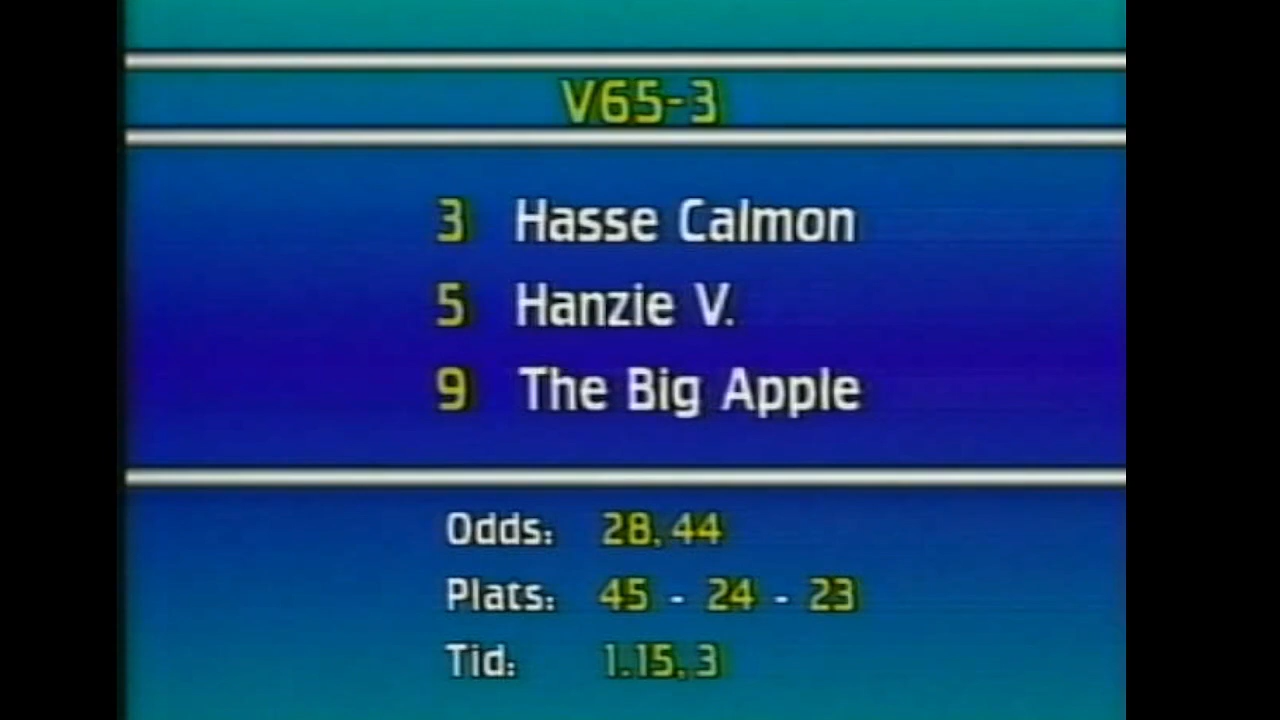 V65-3
3 Hasse Calmon
5 Hanzie V.
9 The Big Apple
Odds: 28,44
Plats: 45 - 24 - 23
Tid: 1.15,3